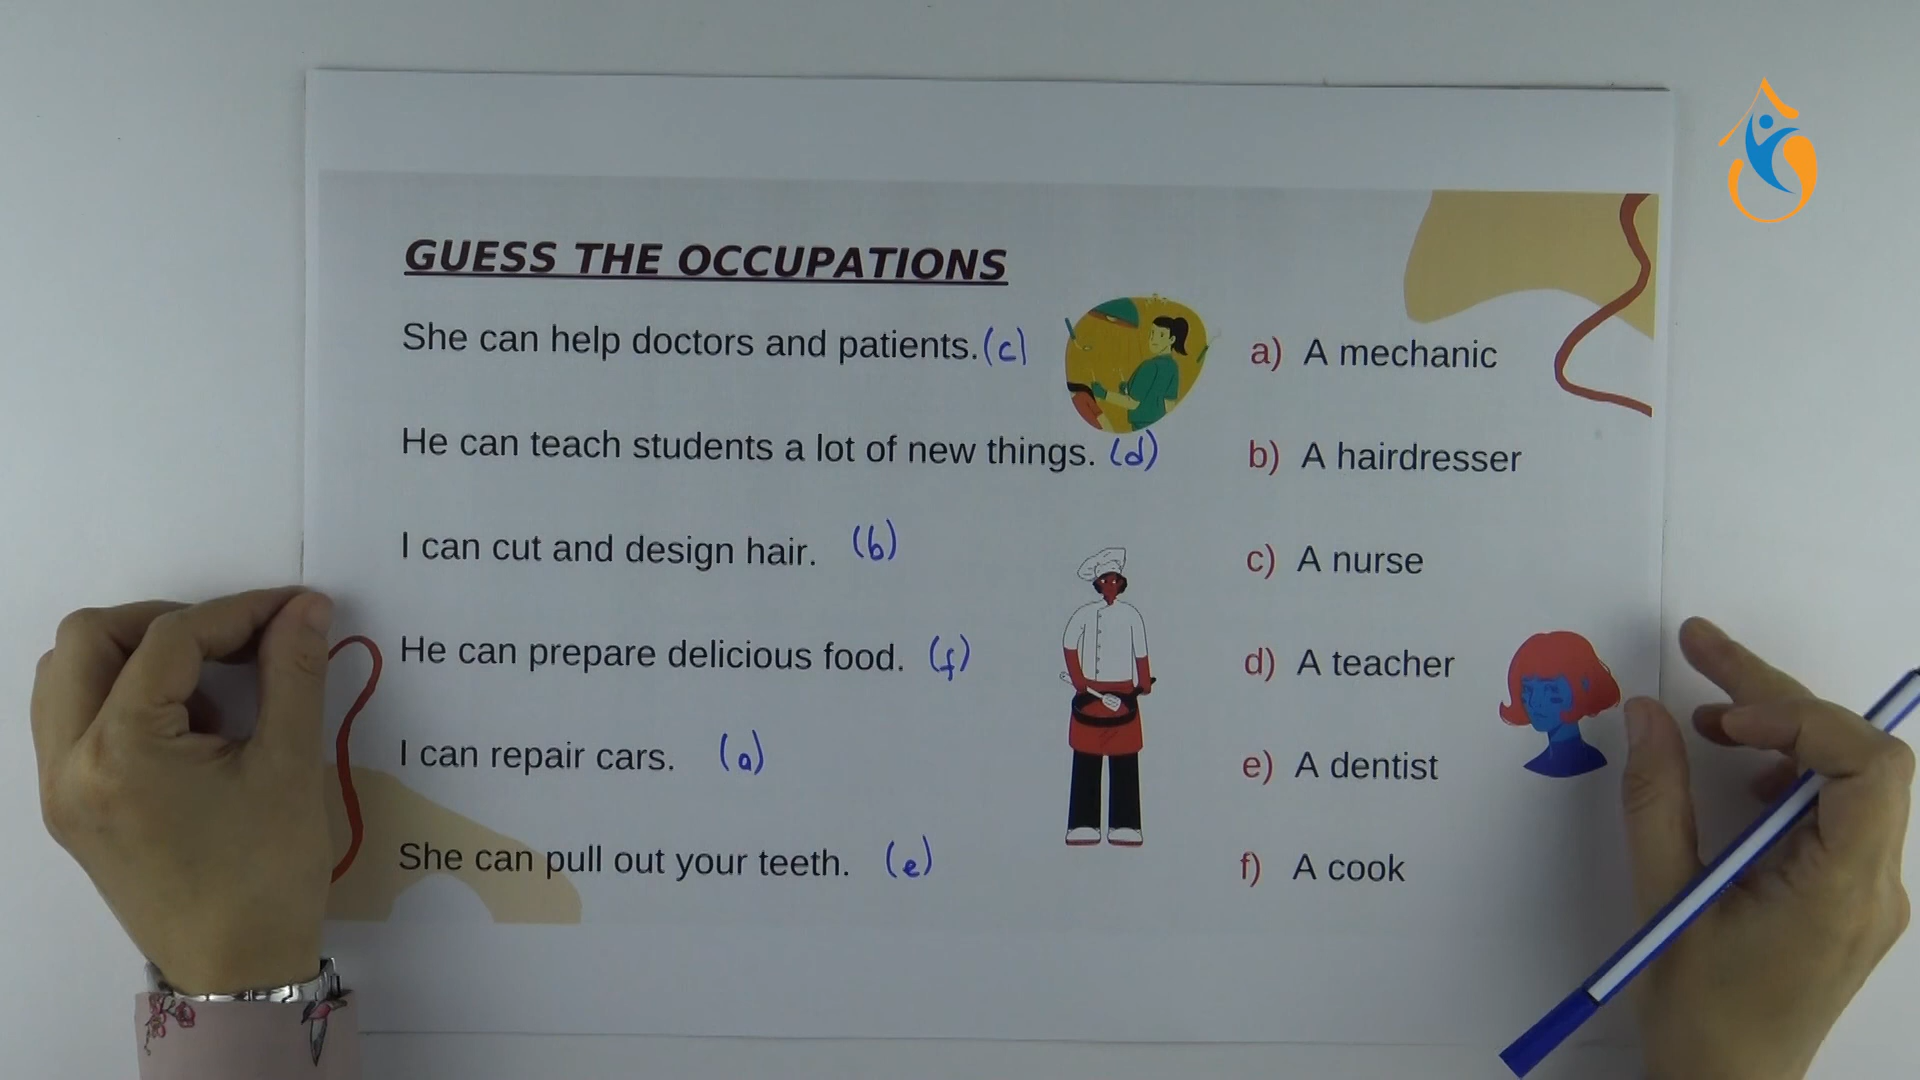 GUESS THE OCCUPATIONS
She can help doctors and patients. (c)
He can teach students a lot of new things. (d)
I can cut and design hair. (b)
He can prepare delicious food. (f)
I can repair cars. (a)
She can pull out your teeth. (e)
a) A mechanic
b) A hairdresser
c) A nurse
d) A teacher
e) A dentist
f) A cook